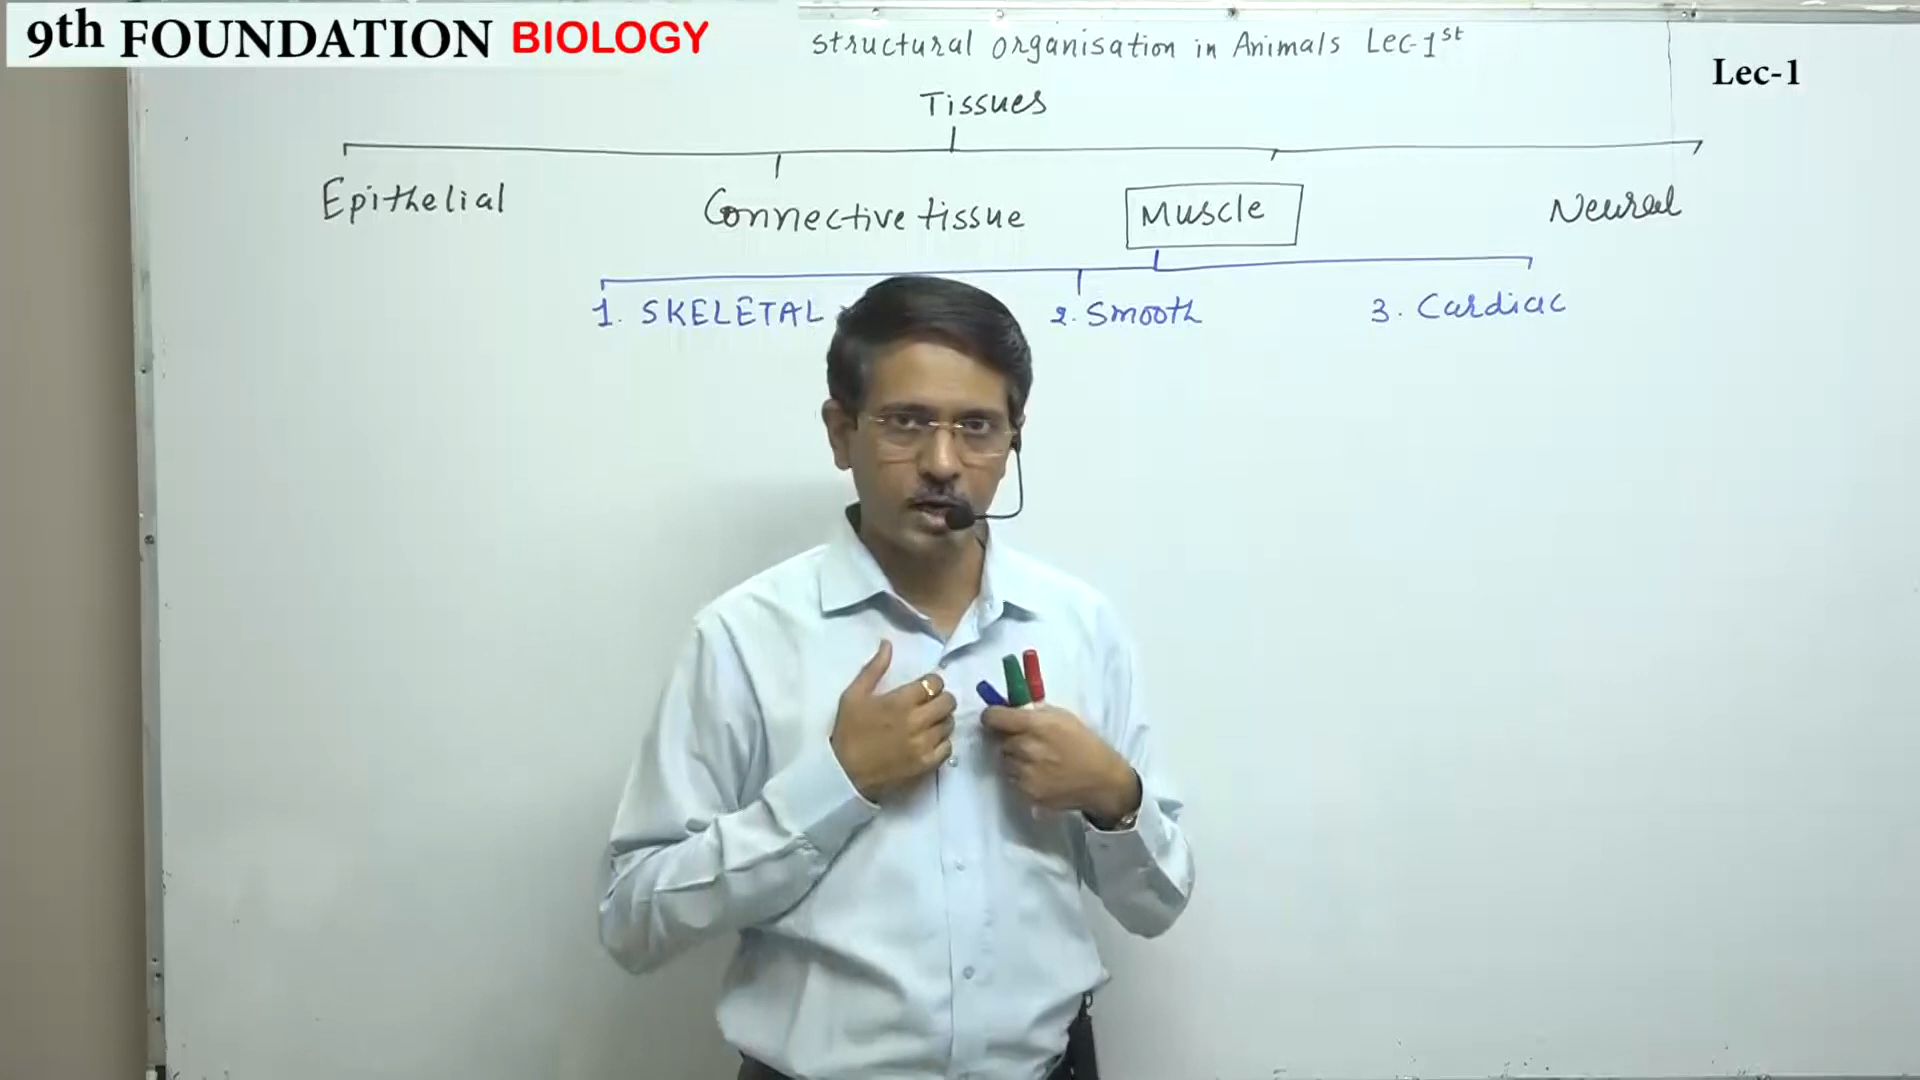 9th FOUNDATION BIOLOGY
Structural organisation in Animals Lec-1st
Lec-1
Tissues
Epithelial Connective tissue Muscle Neural
1. SKELETAL 2. Smooth 3. Cardiac